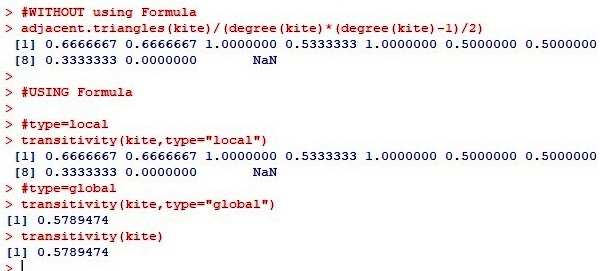 > #WITHOUT using Formula
> adjacent.triangles(kite)/(degree(kite)*(degree(kite)-1)/2)
[1] 0.6666667 0.6666667 1.0000000 0.5333333 1.0000000 0.5000000 0.5000000
[8] 0.3333333 0.0000000       NaN
>
> #USING Formula
>
> #type=local
> transitivity(kite,type="local")
[1] 0.6666667 0.6666667 1.0000000 0.5333333 1.0000000 0.5000000 0.5000000
[8] 0.3333333 0.0000000       NaN
> #type=global
> transitivity(kite,type="global")
[1] 0.5789474
> transitivity(kite)
[1] 0.5789474
>